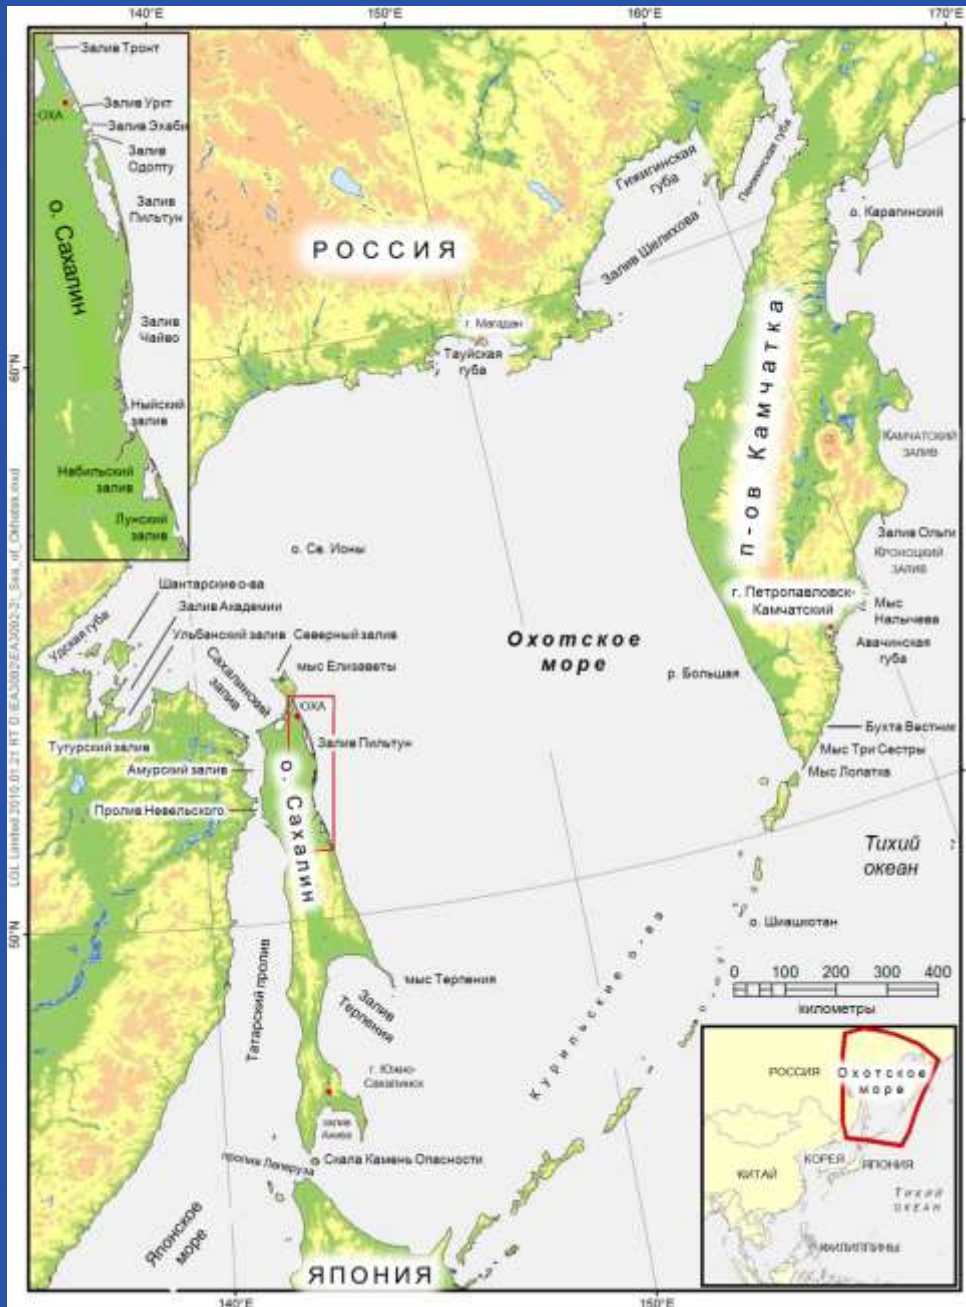 140°E
150°E
160°E
170°E
Залив Тронт
ОХА
Залив Уркт
Залив Эхаби
Залив
Одопту
Залив
Пильтун
о. Сахалин
Залив
Чайво
Ныйский
залив
Набильский
залив
Лунский
залив
60°N
50°N
РОССИЯ
г. Магадан
Тауйская
губа
Гижигинская
губа
Пенжинская губа
Залив Шелихова
о. Карагинский
п-ов Камчатка
КАМЧАТСКИЙ
ЗАЛИВ
Залив Ольги
КРОНОЦКИЙ
ЗАЛИВ
г. Петропавловск-
Камчатский
Мыс
Налычева
Авачинская
губа
р. Большая
Бухта Вестник
Мыс Три Сестры
Мыс Лопатка
о. Св. Ионы
Шантарские о-ва
Залив Академии
Ульбанский залив
Северный залив
Удская губа
Сахалинский
залив
мыс Елизаветы
ОХА
Залив Пильтун
Тугурский залив
Амурский залив
Пролив Невельского
о. Сахалин
Охотское
море
Тихий
океан
о. Шиашкотан
Татарский пролив
мыс Терпения
Залив
Терпения
Курильские о-ва
г. Южно-
Сахалинск
залив
Анива
пролив Лаперуза
Скала Камень Опасности
Японское
море
ЯПОНИЯ
0 100 200 300 400
километры
РОССИЯ
Охотское
море
КИТАЙ
КОРЕЯ
ЯПОНИЯ
Тихий
ОКЕАН
ФИЛИППИНЫ
140°E
150°E